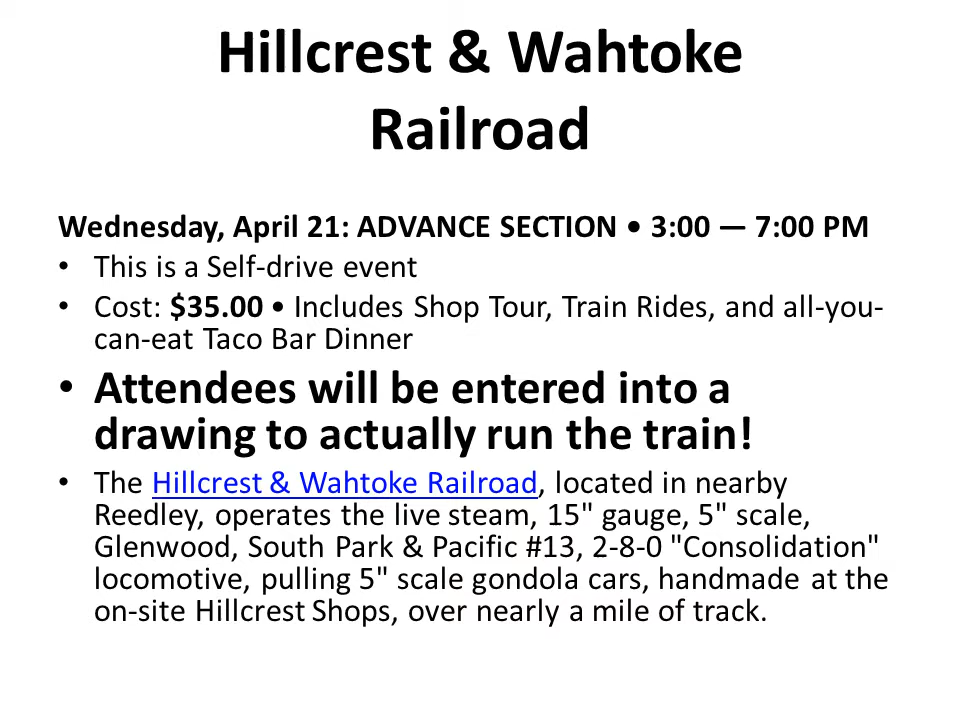 Hillcrest & Wahtoke
Railroad
Wednesday, April 21: ADVANCE SECTION • 3:00 — 7:00 PM
• This is a Self-drive event
• Cost: $35.00 • Includes Shop Tour, Train Rides, and all-you-
can-eat Taco Bar Dinner
• Attendees will be entered into a
drawing to actually run the train!
• The Hillcrest & Wahtoke Railroad, located in nearby
Reedley, operates the live steam, 15" gauge, 5" scale,
Glenwood, South Park & Pacific #13, 2-8-0 "Consolidation"
locomotive, pulling 5" scale gondola cars, handmade at the
on-site Hillcrest Shops, over nearly a mile of track.